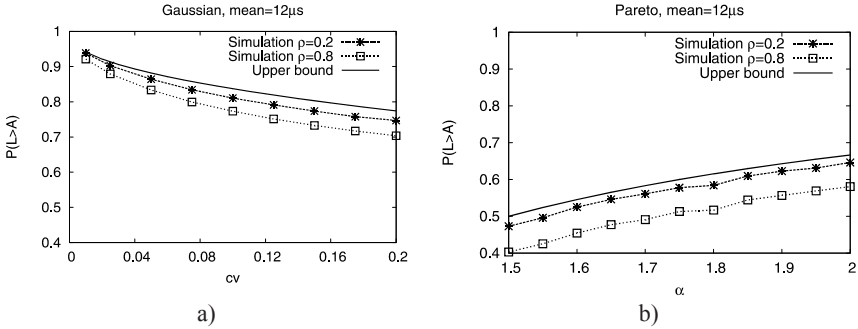 Gaussian, mean=12μs
Simulation ρ=0.2
Simulation ρ=0.8
Upper bound
P(L>A)
1
0.9
0.8
0.7
0.6
0.5
0.4
0
0.04
0.08
0.12
0.16
0.2
cv
a)
Pareto, mean=12μs
Simulation ρ=0.2
Simulation ρ=0.8
Upper bound
P(L>A)
1
0.9
0.8
0.7
0.6
0.5
0.4
1.5
1.6
1.7
1.8
1.9
2
α
b)